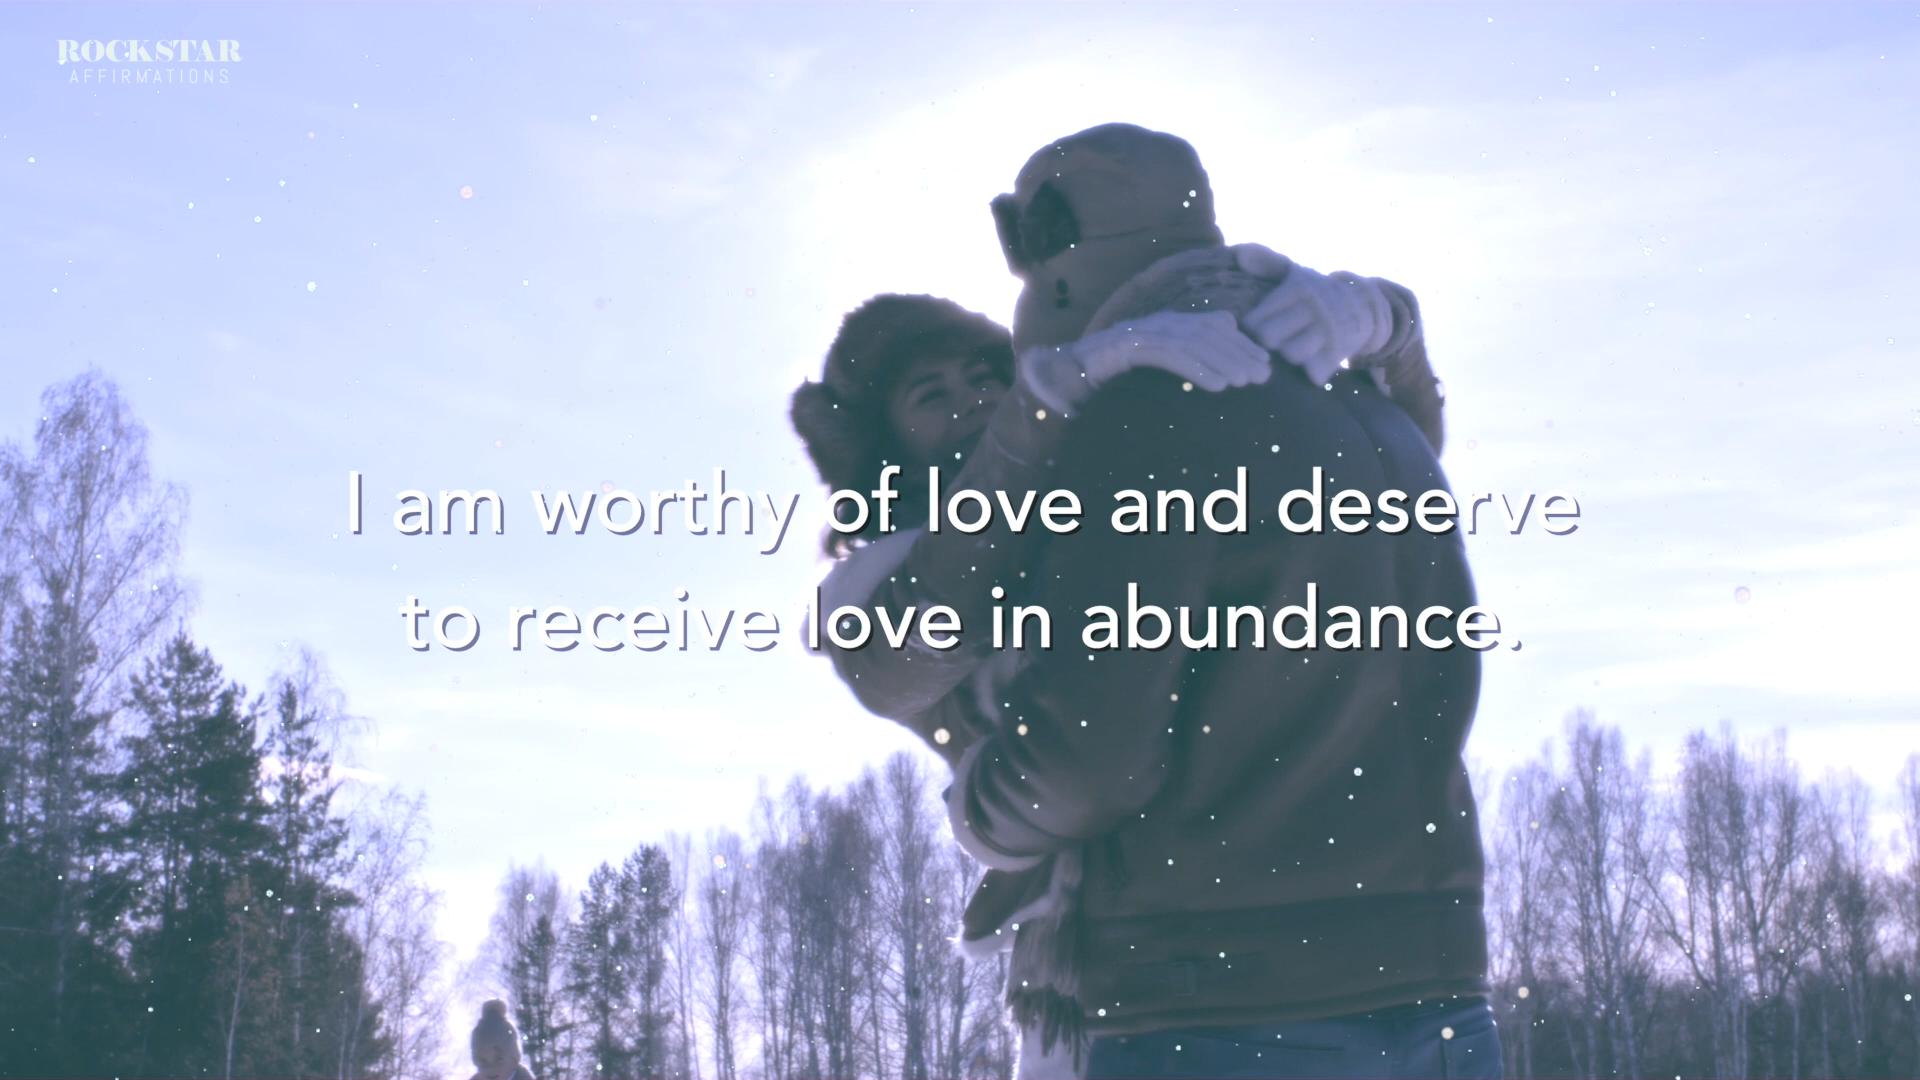 ROCKSTAR
AFFIRMATIONS
I am worthy of love and deserve
to receive love in abundance.